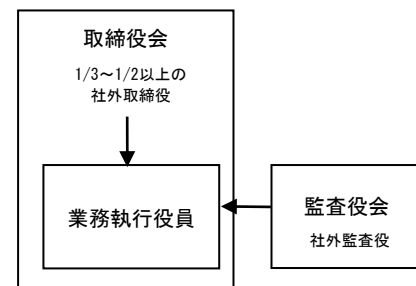 取締役会
1/3～1/2以上の
社外取締役
業務執行役員
監査役会
社外監査役